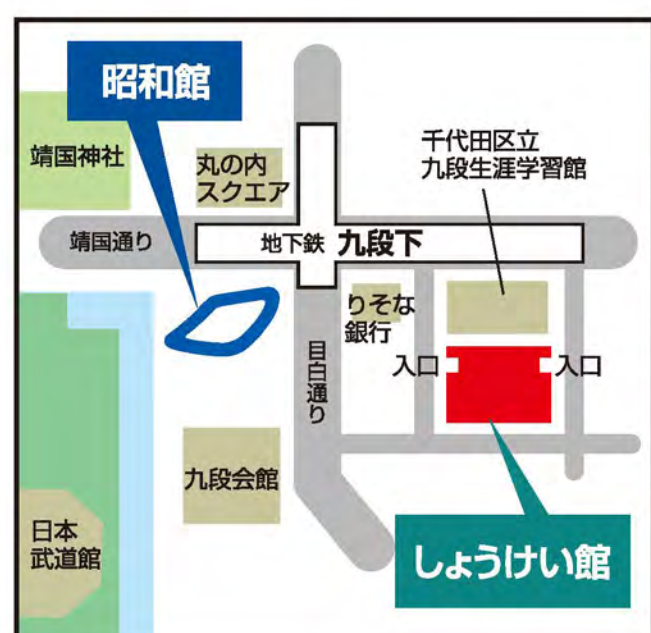 昭和館
千代田区立
九段生涯学習館
靖国神社
丸の内
スクエア
靖国通り
地下鉄 九段下
りそな
銀行
目白通り
入口
入口
九段会館
日本
武道館
しょうけい館